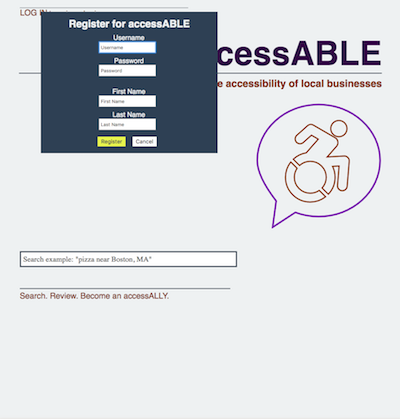 LOG IN
Register for accessABLE
Username
Username
Password
Password
First Name
First Name
Last Name
Last Name
Register
Cancel
cessABLE
accessibility of local businesses
Search example: "pizza near Boston, MA"
Search. Review. Become an accessALLY.